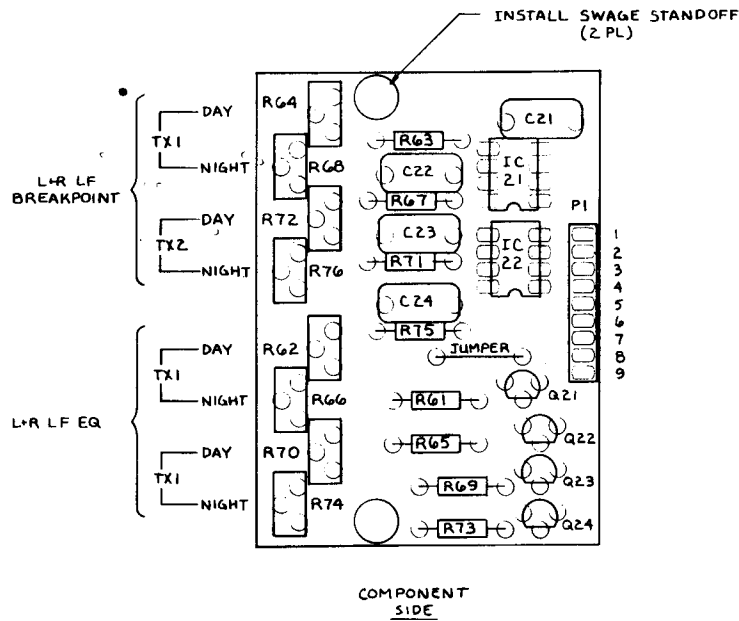 INSTALL SWAGE STANDOFF
(2 PL)
L+R LF
BREAKPOINT
TX1
DAY
NIGHT
TX2
DAY
NIGHT
L+R LF EQ
TX1
DAY
NIGHT
TX1
DAY
NIGHT
R64
R68
R72
R76
R62
R66
R70
R74
R63
C22
R67
C23
R71
C24
R75
JUMPER
R61
R65
R69
R73
C21
IC
21
IC
22
P1
1
2
3
4
5
6
7
8
9
Q21
Q22
Q23
Q24
COMPONENT
SIDE